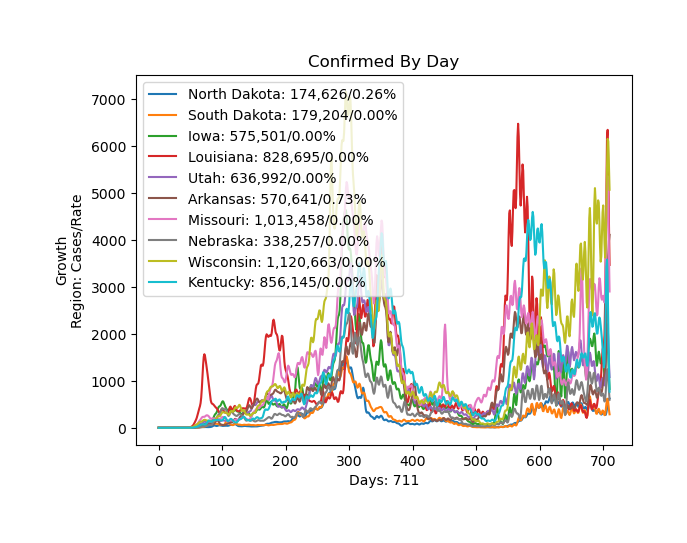 Confirmed By Day
Growth
Region: Cases/Rate
7000
6000
5000
4000
3000
2000
1000
0
North Dakota: 174,626/0.26%
South Dakota: 179,204/0.00%
Iowa: 575,501/0.00%
Louisiana: 828,695/0.00%
Utah: 636,992/0.00%
Arkansas: 570,641/0.73%
Missouri: 1,013,458/0.00%
Nebraska: 338,257/0.00%
Wisconsin: 1,120,663/0.00%
Kentucky: 856,145/0.00%
0 100 200 300 400 500 600 700
Days: 711